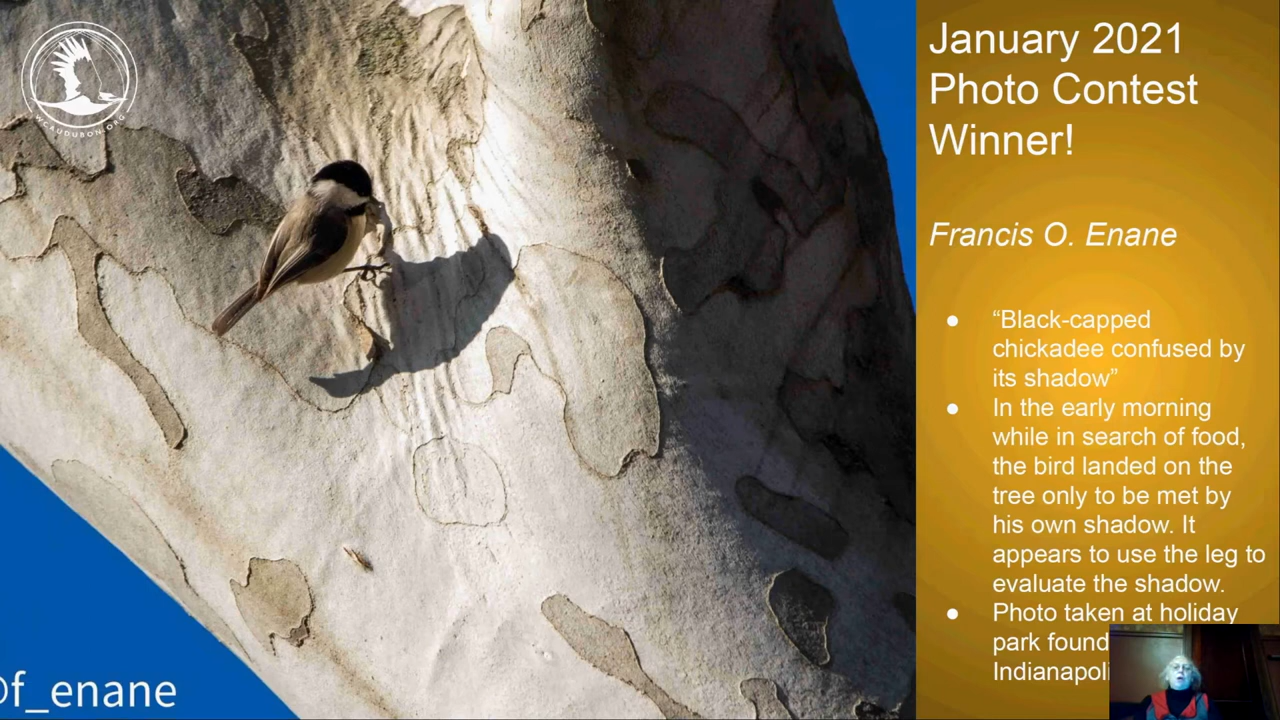 WCAUDUBON.ORG
January 2021
Photo Contest
Winner!
Francis O. Enane
● “Black-capped
chickadee confused by
its shadow”
● In the early morning
while in search of food,
the bird landed on the
tree only to be met by
his own shadow. It
appears to use the leg to
evaluate the shadow.
● Photo taken at holiday
park found
f_enane